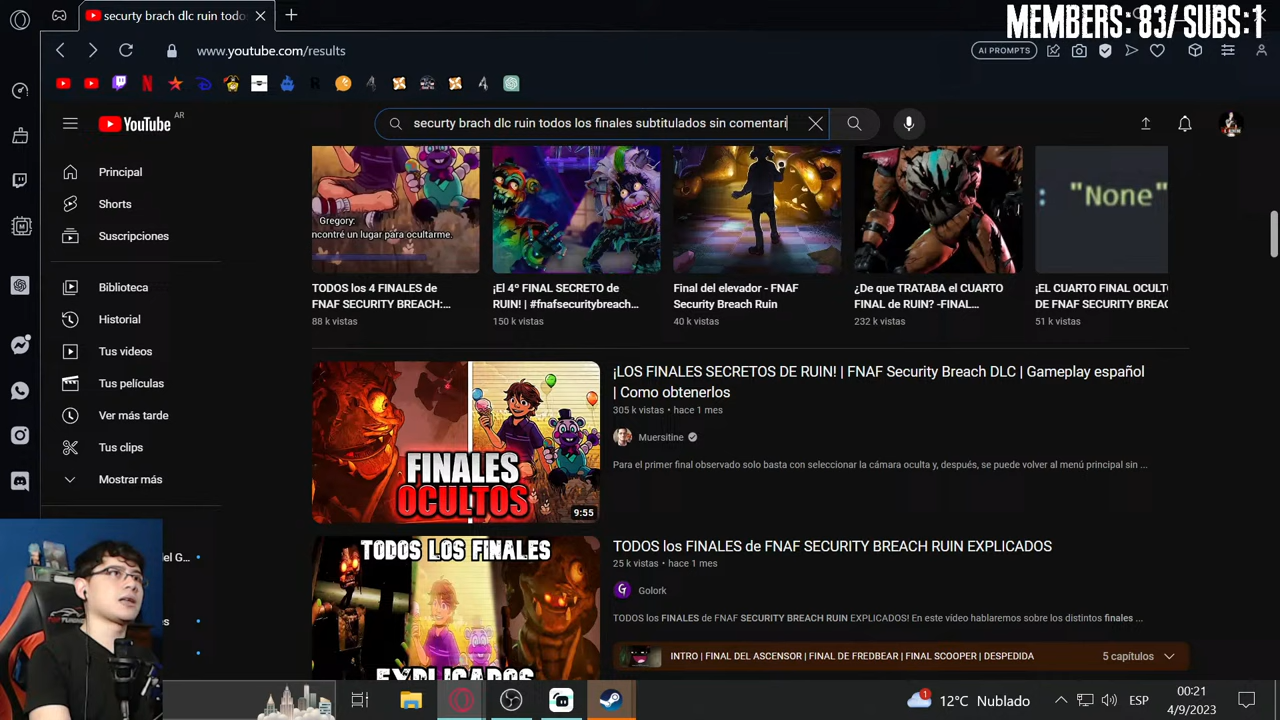 MEMBERS: 83/ SUBS:1
securty brach dlc ruin todos
www.youtube.com/results
AI PROMPTS
YouTube AR
securty brach dlc ruin todos los finales subtitulados sin comentari
Principal
Shorts
Suscripciones
Biblioteca
Historial
Tus videos
Tus películas
Ver más tarde
Tus clips
Mostrar más
Gregory:
ncontré un lugar para ocultarme.
: "None"
TODOS los 4 FINALES de
FNAF SECURITY BREACH:...
88 k vistas
¡El 4º FINAL SECRETO de
RUIN! | #fnafsecuritybreach...
150 k vistas
Final del elevador - FNAF
Security Breach Ruin
40 k vistas
¿De que TRATABA el CUARTO
FINAL de RUIN? -FINAL...
232 k vistas
¡EL CUARTO FINAL OCULT
DE FNAF SECURITY BREAC
51 k vistas
FINALES
OCULTOS
9:55
¡LOS FINALES SECRETOS DE RUIN! | FNAF Security Breach DLC | Gameplay español
| Como obtenerlos
305 k vistas • hace 1 mes
Muersitine
Para el primer final observado solo basta con seleccionar la cámara oculta y, después, se puede volver al menú principal sin ...
TODOS LOS FINALES
EXPLICADOS
TODOS los FINALES de FNAF SECURITY BREACH RUIN EXPLICADOS
25 k vistas • hace 1 mes
G Golork
TODOS los FINALES de FNAF SECURITY BREACH RUIN EXPLICADOS! En este vídeo hablaremos sobre los distintos finales ...
INTRO | FINAL DEL ASCENSOR | FINAL DE FREDBEAR | FINAL SCOOPER | DESPEDIDA
5 capítulos
el G...
1
12°C Nublado
ESP
00:21
4/9/2023